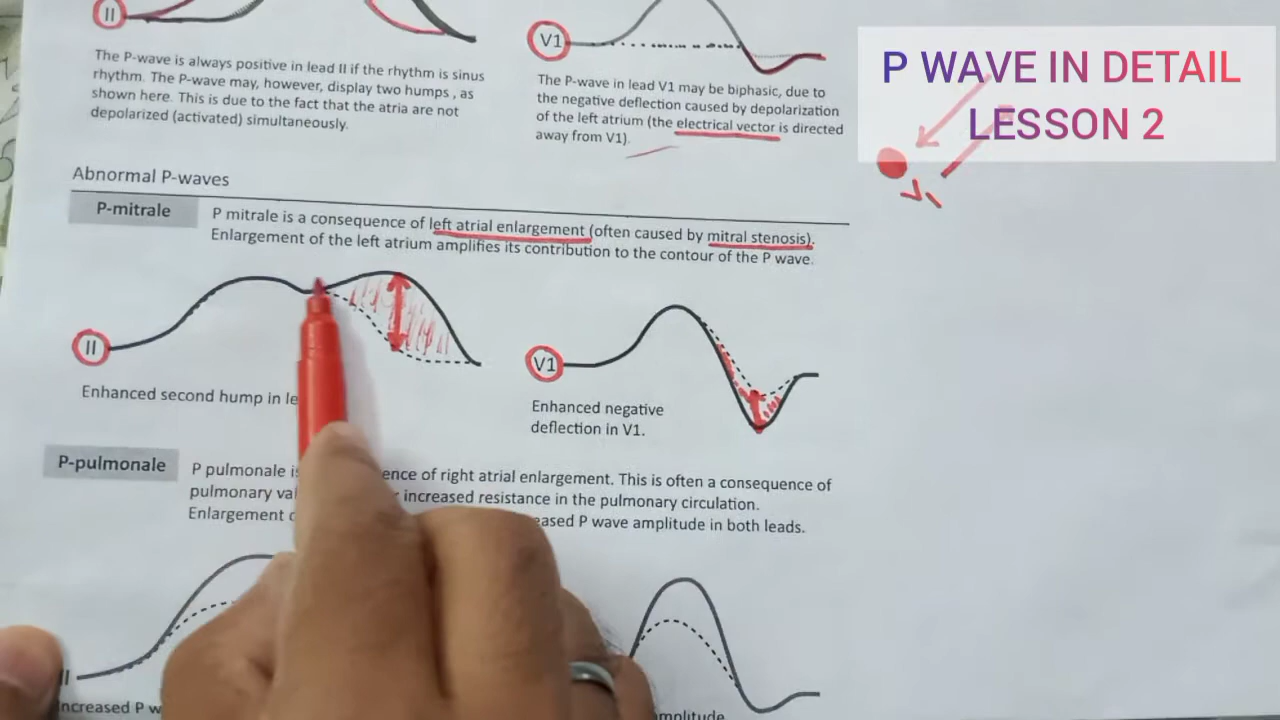 P WAVE IN DETAIL
LESSON 2
II
The P-wave is always positive in lead II if the rhythm is sinus
rhythm. The P-wave may, however, display two humps , as
shown here. This is due to the fact that the atria are not
depolarized (activated) simultaneously.
V1
The P-wave in lead V1 may be biphasic, due to
the negative deflection caused by depolarization
of the left atrium (the electrical vector is directed
away from V1).
V1
Abnormal P-waves
P-mitrale
P mitrale is a consequence of left atrial enlargement (often caused by mitral stenosis).
Enlargement of the left atrium amplifies its contribution to the contour of the P wave.
II
Enhanced second hump in
V1
Enhanced negative
deflection in V1.
P-pulmonale
P pulmonale of right atrial enlargement. This is often a consequence of
pulmonary increased resistance in the pulmonary circulation.
Enlargement P wave amplitude in both leads.
II
P
amplitude